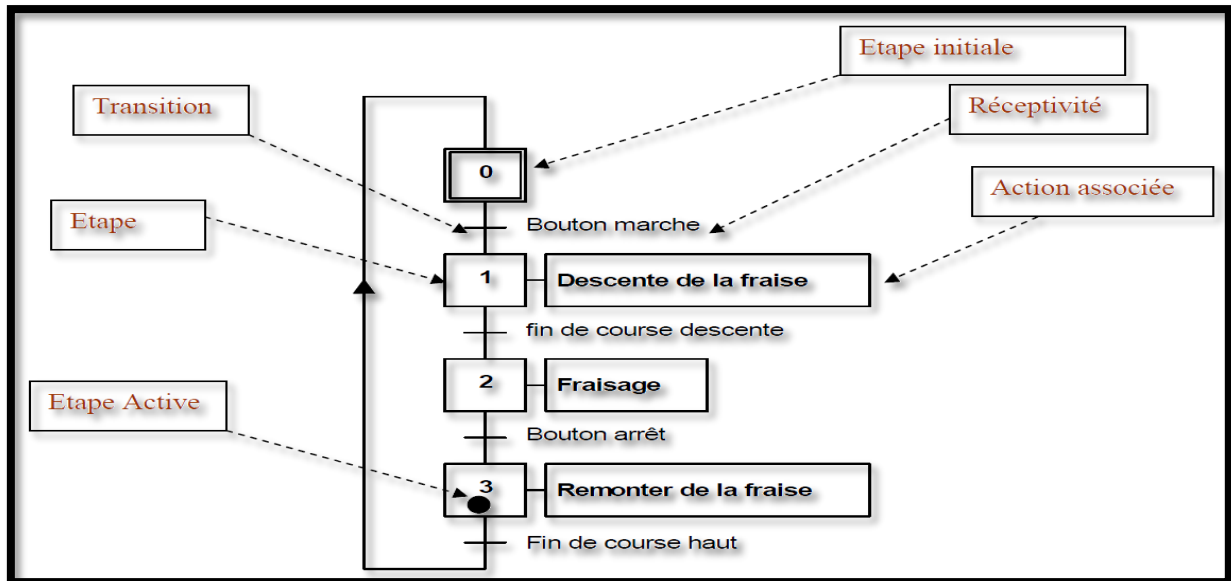 Etape initiale
Transition
Réceptivité
0
Action associée
Etape
Bouton marche
1
Descente de la fraise
fin de course descente
2
Fraisage
Etape Active
Bouton arrêt
3
Remonter de la fraise
Fin de course haut